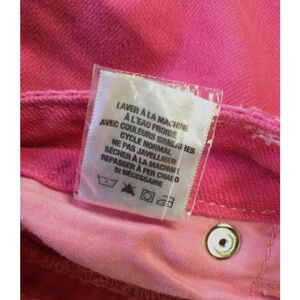 LAVER À LA MACHINE
À L'EAU FROIDE
AVEC COULEURS SIMILAIRES
CYCLE NORMAL
NE PAS JAVELLISER
SÉCHER À LA MACHINE
REPASSER À FER CHAUD
SI NÉCESSAIRE